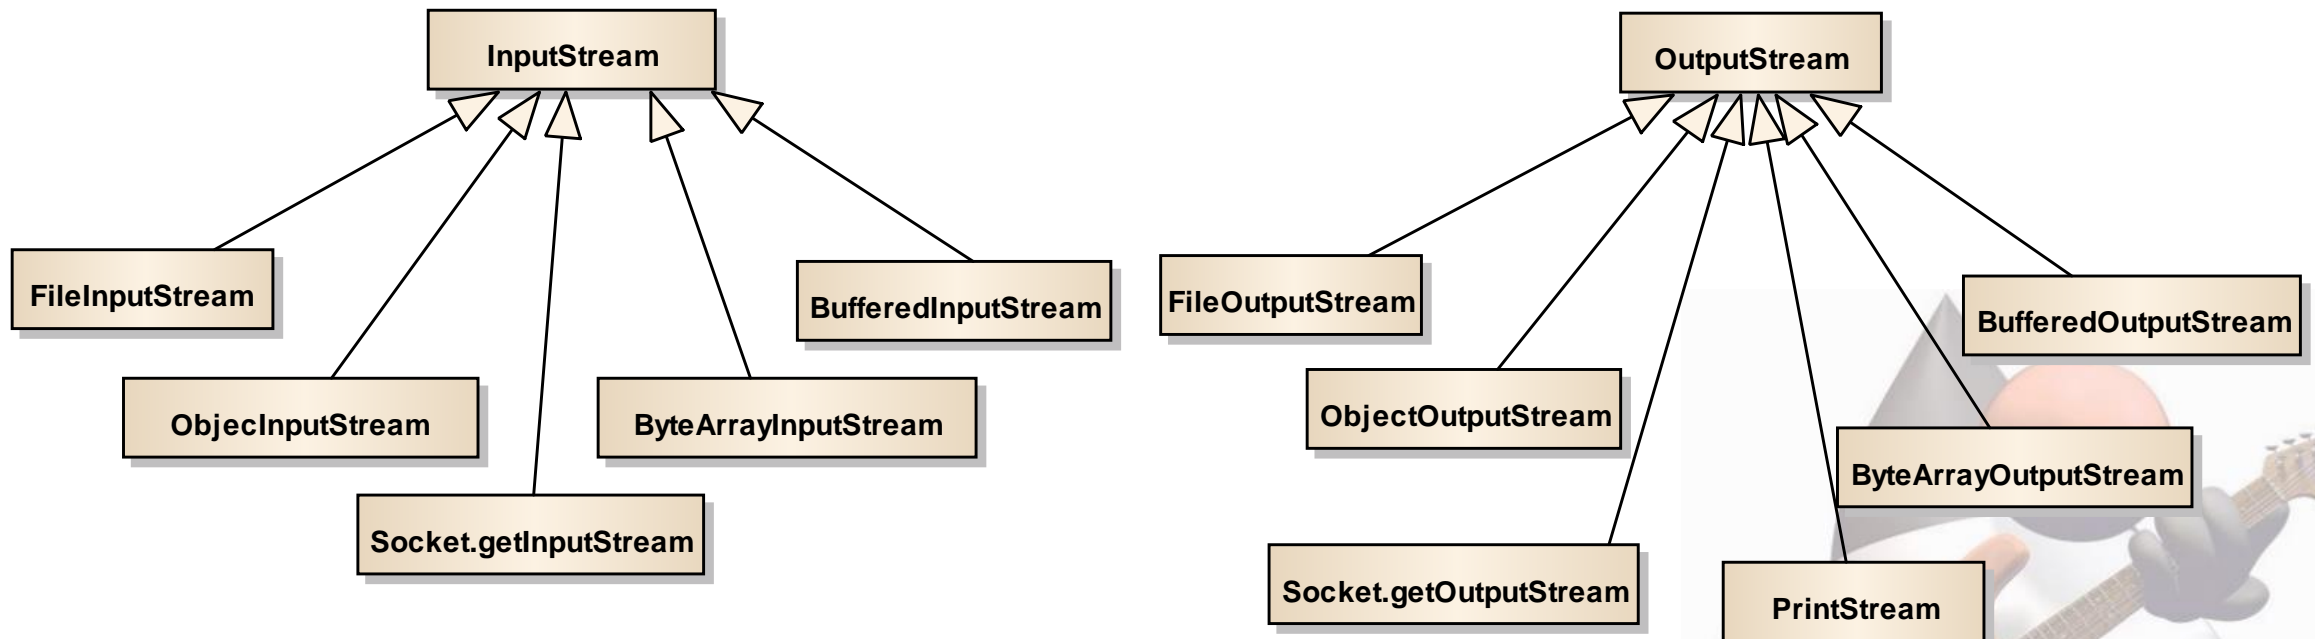 InputStream
FileInputStream
BufferedInputStream
ObjecInputStream
ByteArrayInputStream
Socket.getInputStream
OutputStream
FileOutputStream
BufferedOutputStream
ObjectOutputStream
ByteArrayOutputStream
Socket.getOutputStream
PrintStream